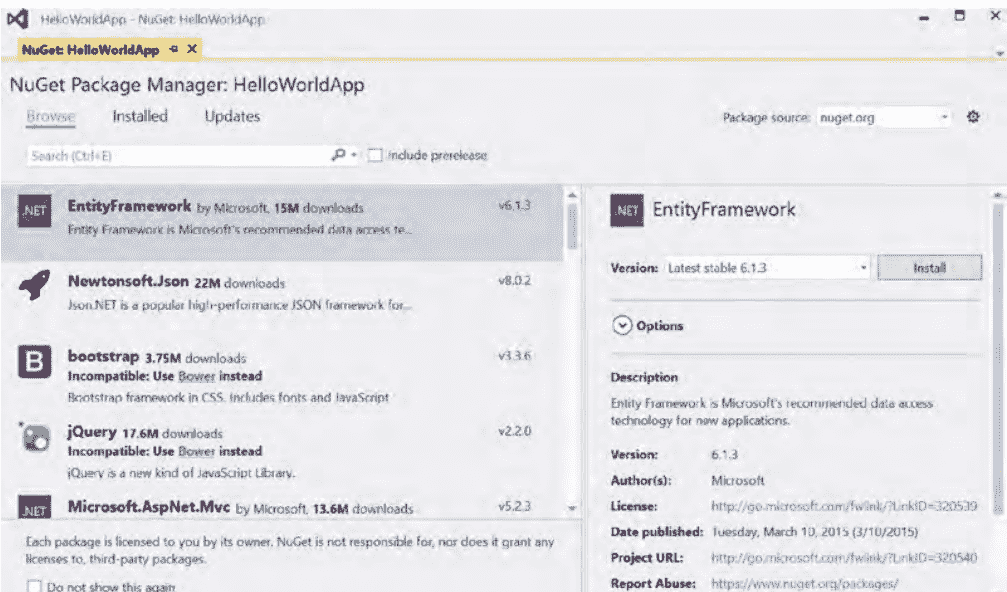 HelloWorldApp - NuGet: HelloWorldApp
NuGet: HelloWorldApp
NuGet Package Manager: HelloWorldApp
Browse Installed Updates
Package source: nuget.org
Search (Ctrl+E)
Include prerelease
.NET
EntityFramework by Microsoft, 15M downloads v6.1.3
Entity Framework is Microsoft's recommended data access te...
Newtonsoft.Json 22M downloads v8.0.2
Json.NET is a popular high-performance JSON framework for...
B
bootstrap 3.75M downloads v3.3.6
Incompatible: Use Bower instead
Bootstrap framework in CSS. Includes fonts and JavaScript
jQuery 17.6M downloads v2.2.0
Incompatible: Use Bower instead
jQuery is a new kind of JavaScript Library.
.NET
Microsoft.AspNet.Mvc by Microsoft, 13.6M downloads v5.2.3
Each package is licensed to you by its owner. NuGet is not responsible for, nor does it grant any
licenses to, third-party packages.
Do not show this again
.NET
EntityFramework
Version: Latest stable 6.1.3 Install
Options
Description
Entity Framework is Microsoft's recommended data access
technology for new applications.
Version: 6.1.3
Author(s): Microsoft
License: http://go.microsoft.com/fwlink/?LinkID=320539
Date published: Tuesday, March 10, 2015 (3/10/2015)
Project URL: http://go.microsoft.com/fwlink/?LinkID=320540
Report Abuse: https://www.nuget.org/packages/